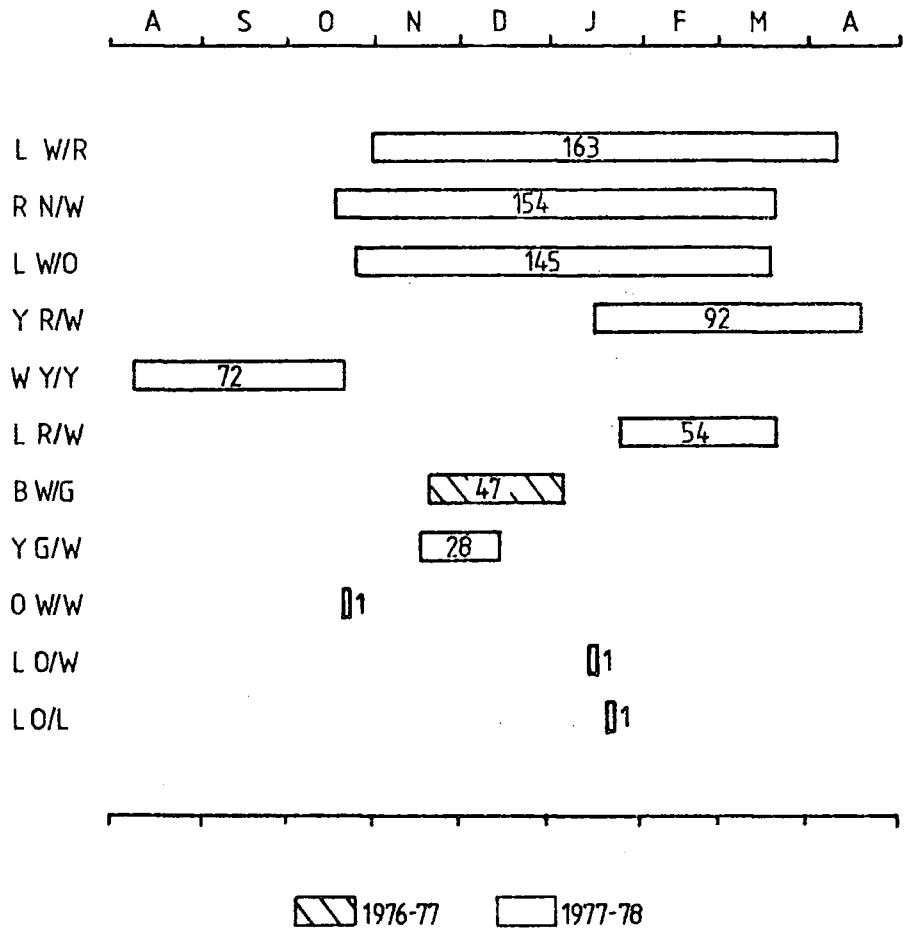 A S O N D J F M A
L W/R 163
R N/W 154
L W/O 145
Y R/W 92
W Y/Y 72
L R/W 54
B W/G 47
Y G/W 28
O W/W 1
L O/W 1
L O/L 1
1976-77 1977-78